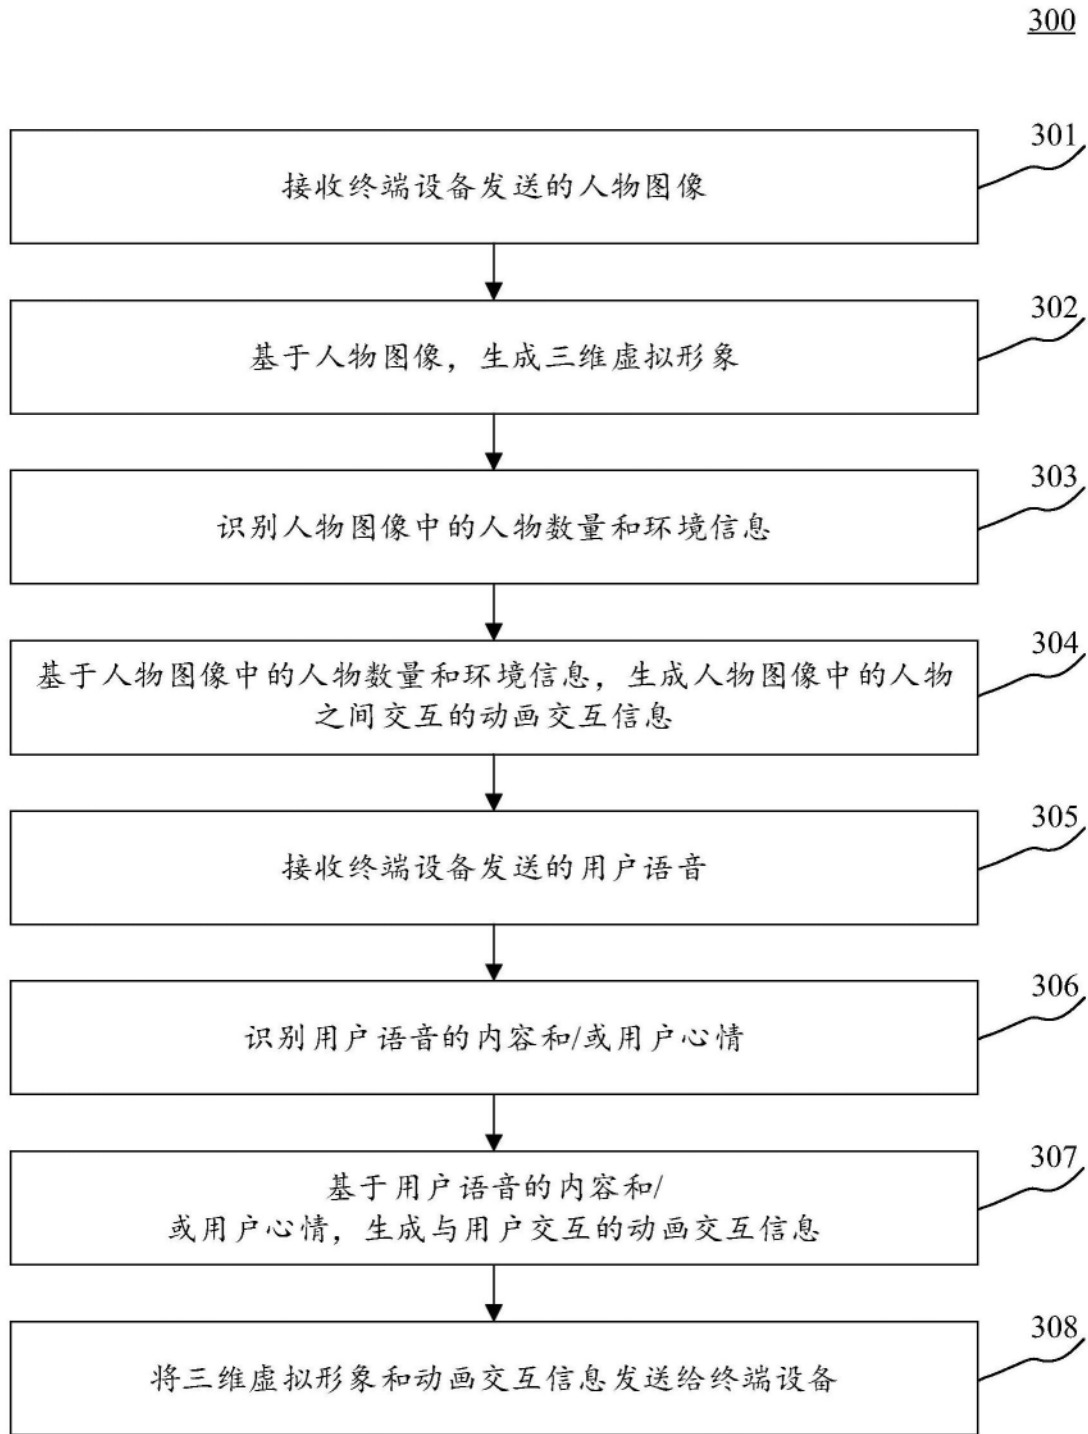 300
301
接收终端设备发送的人物图像
302
基于人物图像，生成三维虚拟形象
303
识别人物图像中的人物数量和环境信息
304
基于人物图像中的人物数量和环境信息，生成人物图像中的人物
之间交互的动画交互信息
305
接收终端设备发送的用户语音
306
识别用户语音的内容和/或用户心情
307
基于用户语音的内容和/
或用户心情，生成与用户交互的动画交互信息
308
将三维虚拟形象和动画交互信息发送给终端设备